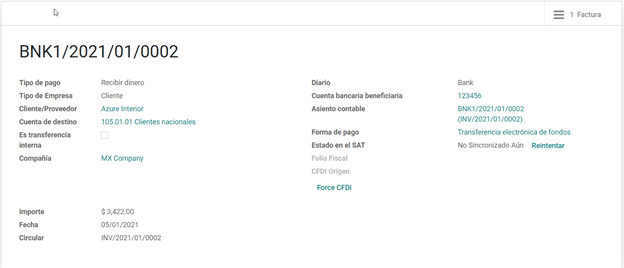 1 Factura
BNK1/2021/01/0002
Tipo de pago Recibir dinero
Tipo de Empresa Cliente
Cliente/Proveedor Azure Interior
Cuenta de destino 105.01.01 Clientes nacionales
Es transferencia
interna
Compañía MX Company
Diario Bank
Cuenta bancaria beneficiaria 123456
Asiento contable BNK1/2021/01/0002
(INV/2021/01/0002)
Forma de pago Transferencia electrónica de fondos
Estado en el SAT No Sincronizado Aún Reintentar
Folio Fiscal
CFDI Origen
Force CFDI
Importe $ 3,422.00
Fecha 05/01/2021
Circular INV/2021/01/0002